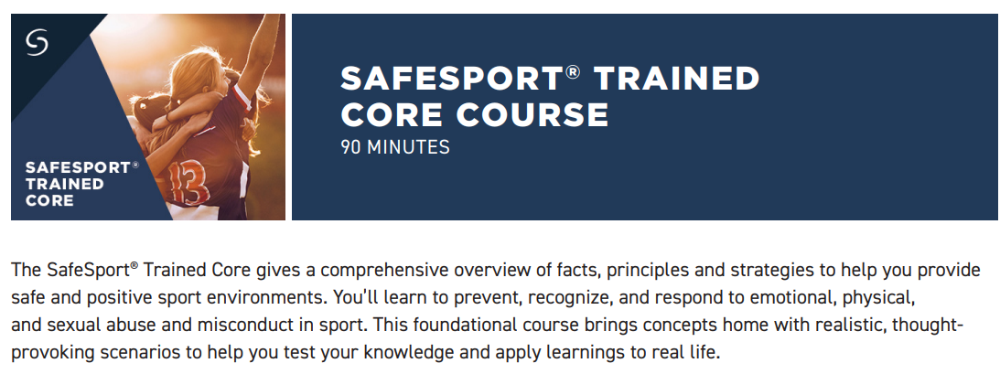 SAFESPORT® TRAINED
CORE COURSE
90 MINUTES
SAFESPORT®
TRAINED
CORE
13
The SafeSport® Trained Core gives a comprehensive overview of facts, principles and strategies to help you provide
safe and positive sport environments. You’ll learn to prevent, recognize, and respond to emotional, physical,
and sexual abuse and misconduct in sport. This foundational course brings concepts home with realistic, thought-
provoking scenarios to help you test your knowledge and apply learnings to real life.